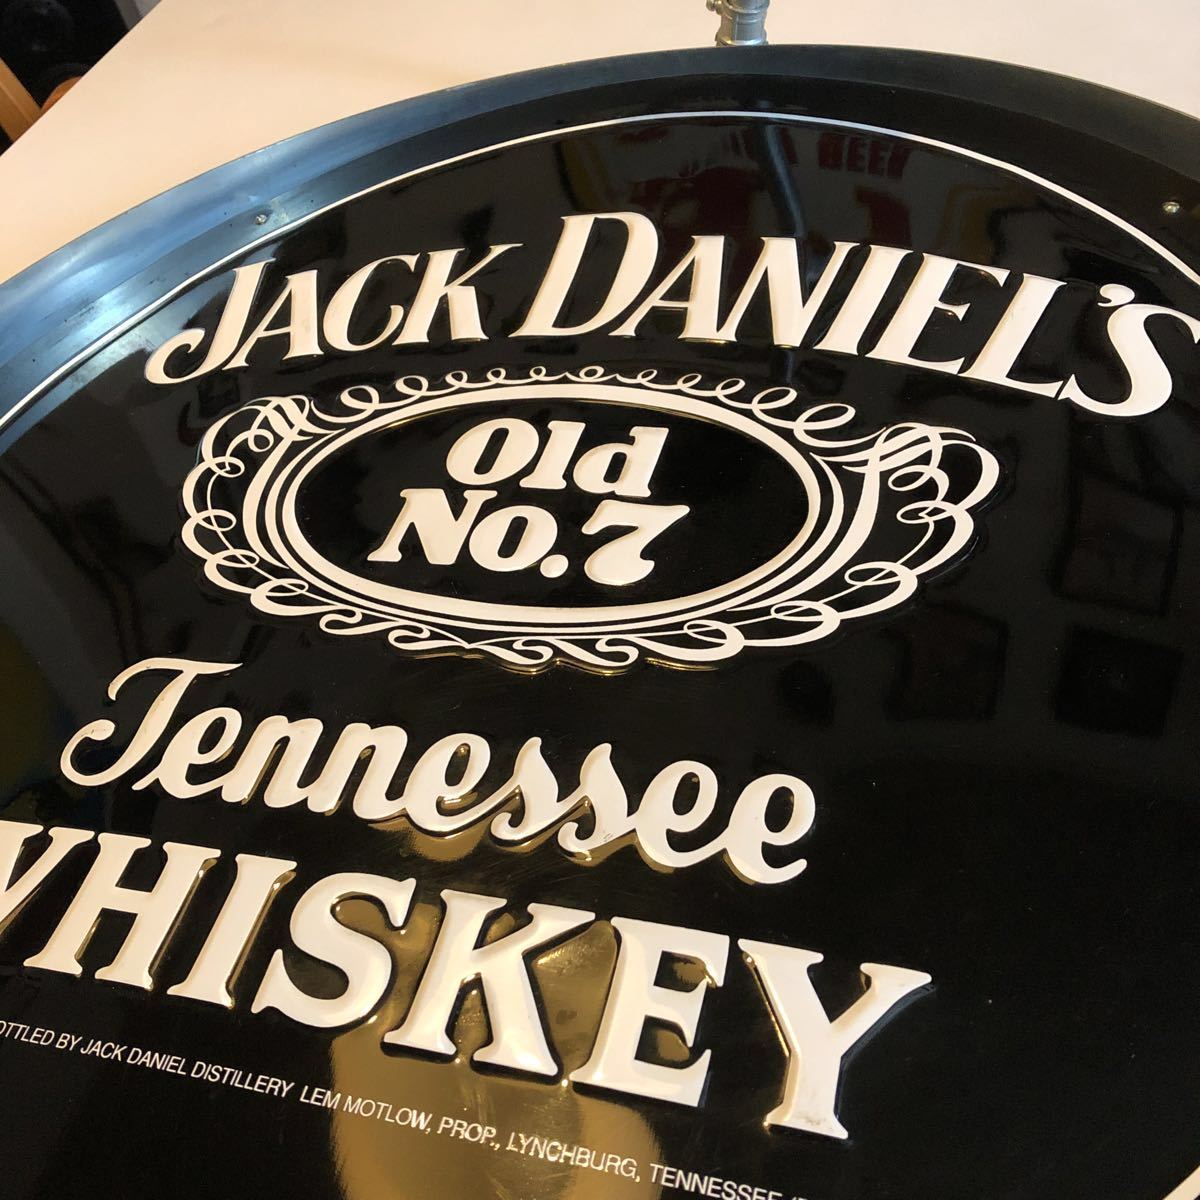 JACK DANIEL'S
Old
No.7
Tennessee
WHISKEY
BOTTLED BY JACK DANIEL DISTILLERY LEM MOTLOW, PROP., LYNCHBURG, TENNESSEE